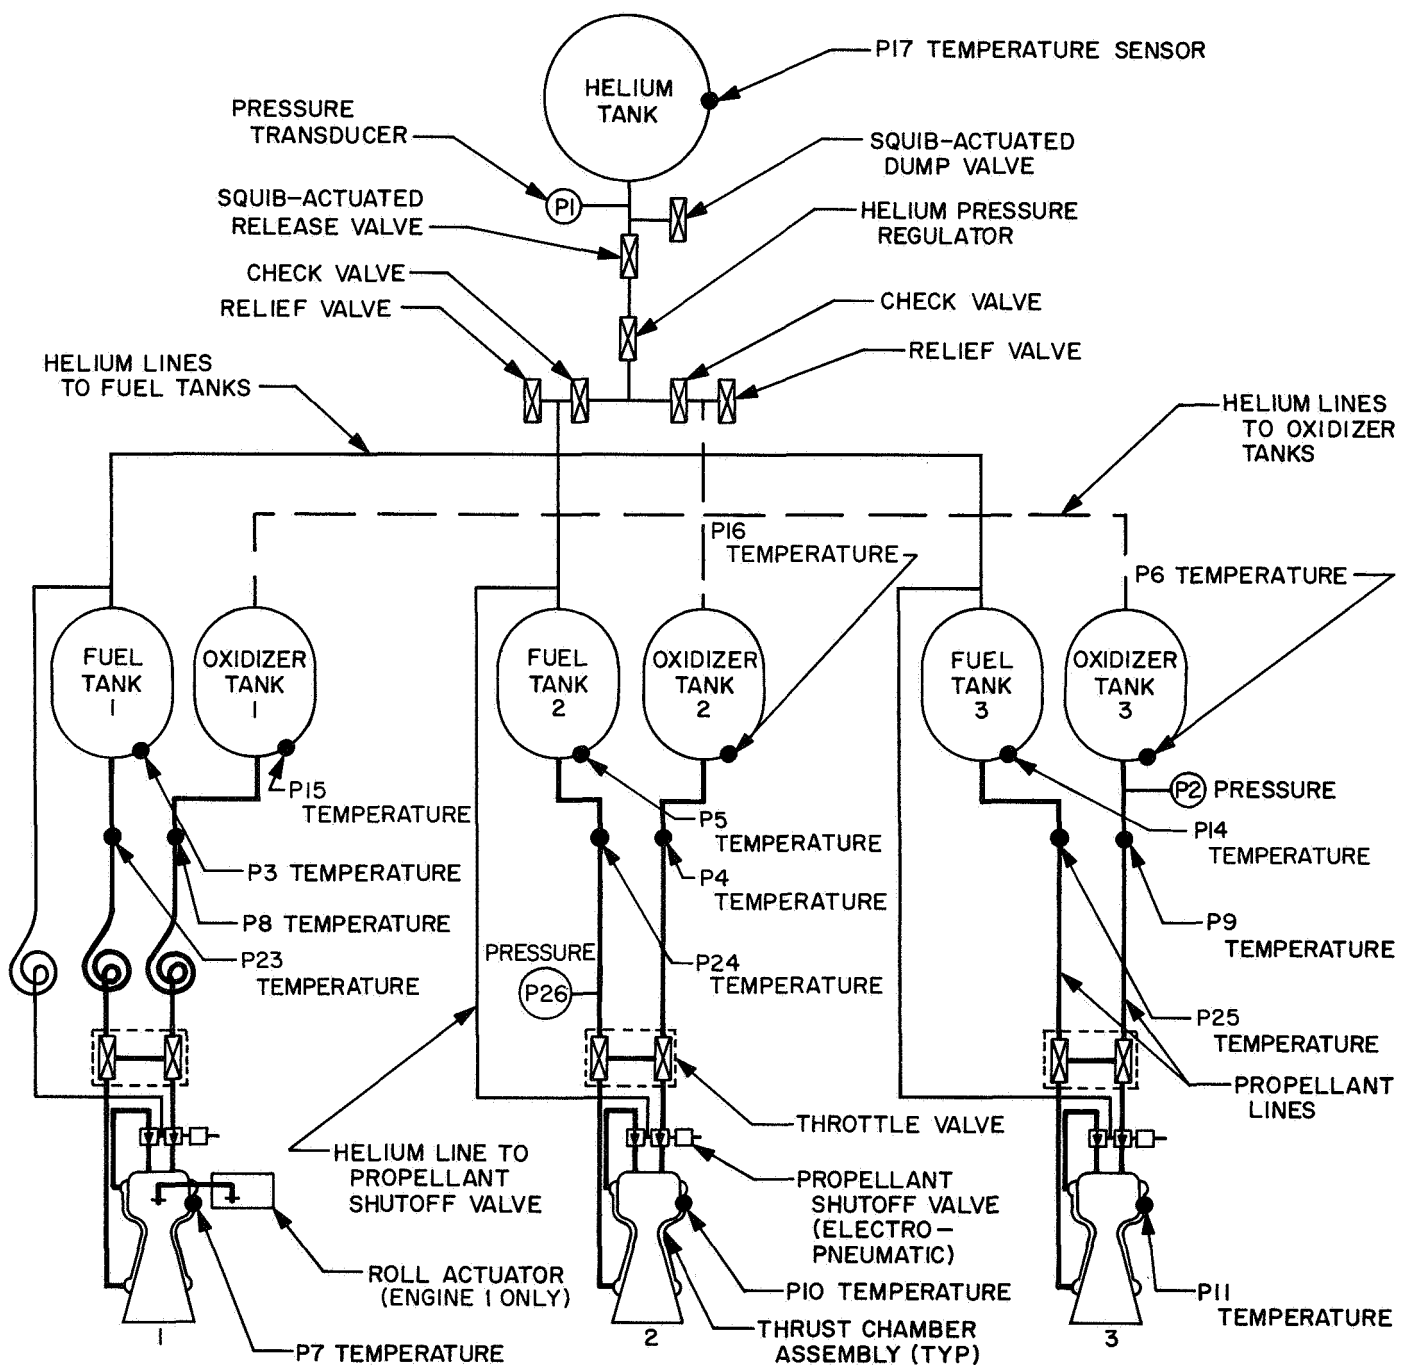 P17 TEMPERATURE SENSOR
HELIUM
TANK
PRESSURE
TRANSDUCER
SQUIB-ACTUATED
DUMP VALVE
P1
SQUIB-ACTUATED
RELEASE VALVE
HELIUM PRESSURE
REGULATOR
CHECK VALVE
RELIEF VALVE
CHECK VALVE
RELIEF VALVE
HELIUM LINES
TO FUEL TANKS
HELIUM LINES
TO OXIDIZER
TANKS
P16
TEMPERATURE
P6 TEMPERATURE
FUEL
TANK
1
OXIDIZER
TANK
1
FUEL
TANK
2
OXIDIZER
TANK
2
FUEL
TANK
3
OXIDIZER
TANK
3
P15
TEMPERATURE
P2
PRESSURE
P5
TEMPERATURE
P14
TEMPERATURE
P3 TEMPERATURE
P4
TEMPERATURE
P8 TEMPERATURE
P9
TEMPERATURE
P23
TEMPERATURE
PRESSURE
P26
P24
TEMPERATURE
P25
TEMPERATURE
PROPELLANT
LINES
THROTTLE VALVE
HELIUM LINE TO
PROPELLANT
SHUTOFF VALVE
PROPELLANT
SHUTOFF VALVE
(ELECTRO-
PNEUMATIC)
ROLL ACTUATOR
(ENGINE 1 ONLY)
P10 TEMPERATURE
P11
TEMPERATURE
THRUST CHAMBER
ASSEMBLY (TYP)
1
2
3
P7 TEMPERATURE